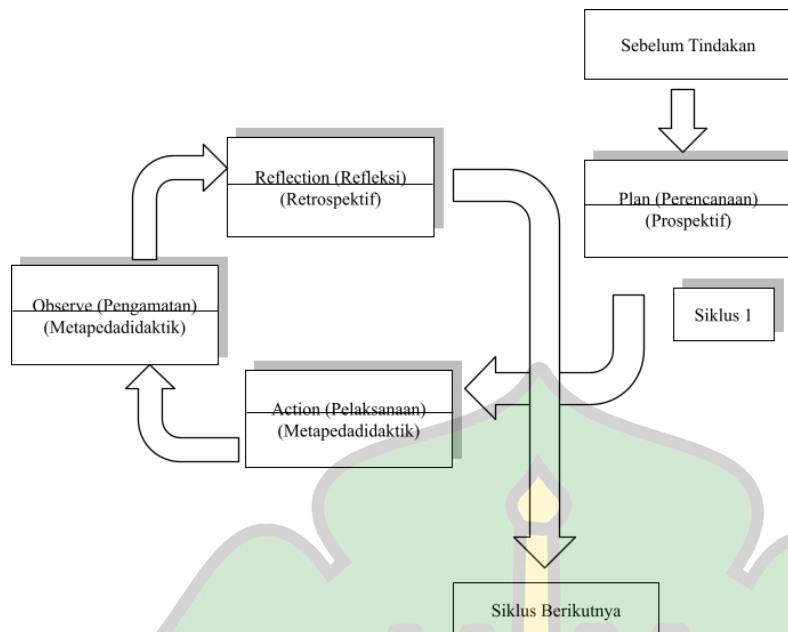 Sebelum Tindakan
Plan (Perencanaan)
(Prospektif)
Siklus 1
Reflection (Refleksi)
(Retrospektif)
Observe (Pengamatan)
(Metapedadidaktik)
Action (Pelaksanaan)
(Metapedadidaktik)
Siklus Berikutnya